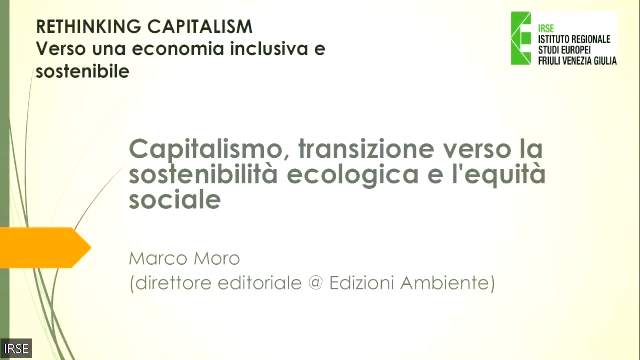 RETHINKING CAPITALISM
Verso una economia inclusiva e
sostenibile
IRSE
ISTITUTO REGIONALE
STUDI EUROPEI
FRIULI VENEZIA GIULIA
Capitalismo, transizione verso la
sostenibilità ecologica e l'equità
sociale
Marco Moro
(direttore editoriale @ Edizioni Ambiente)
IRSE